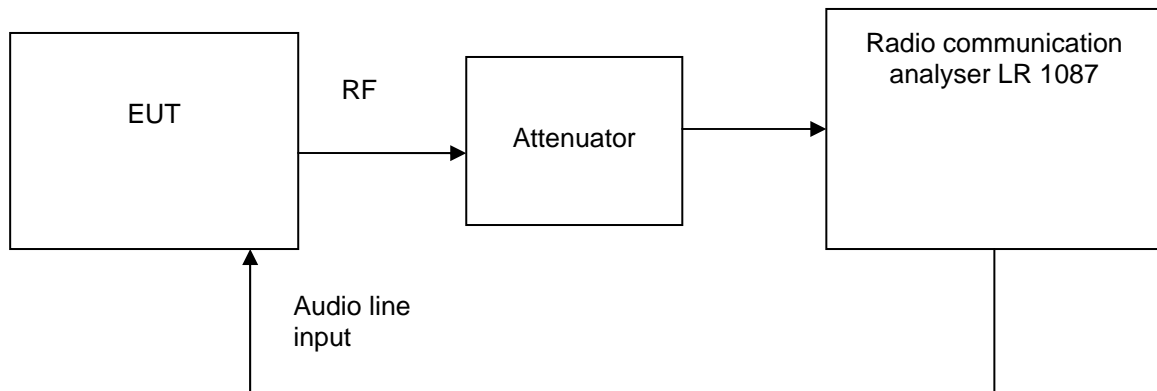 EUT
RF
Attenuator
Radio communication
analyser LR 1087
Audio line
input